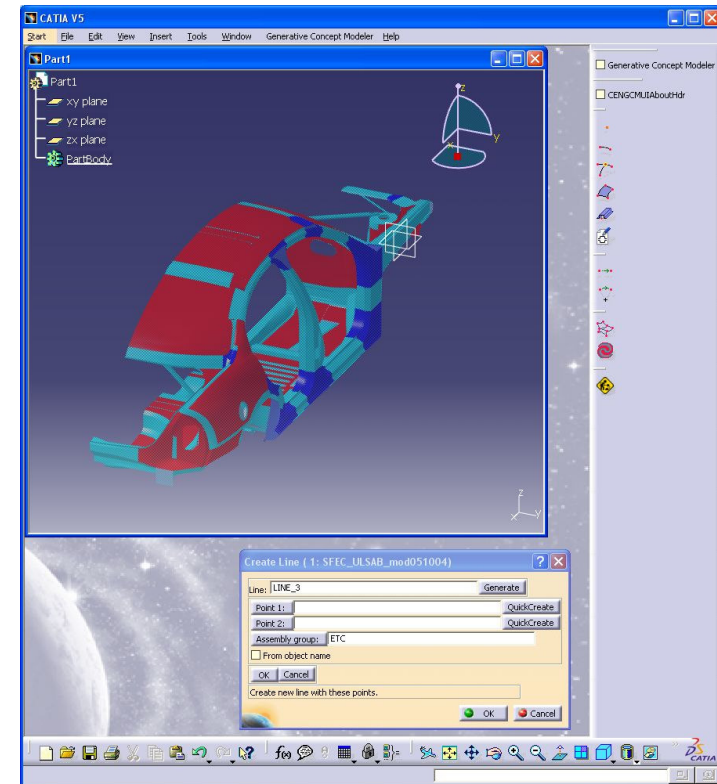 CATIA V5
Start File Edit View Insert Tools Window Generative Concept Modeler Help
Part1
Part1
xy plane
yz plane
zx plane
PartBody
z
y
x
Generative Concept Modeler
CENGCMUIAboutHdr
z
x y
Create Line ( 1: SFEC_ULSAB_mod051004)
Line: LINE_3 Generate
Point 1: QuickCreate
Point 2: QuickCreate
Assembly group: ETC
From object name
OK Cancel
Create new line with these points.
OK Cancel
f(x)
CATIA